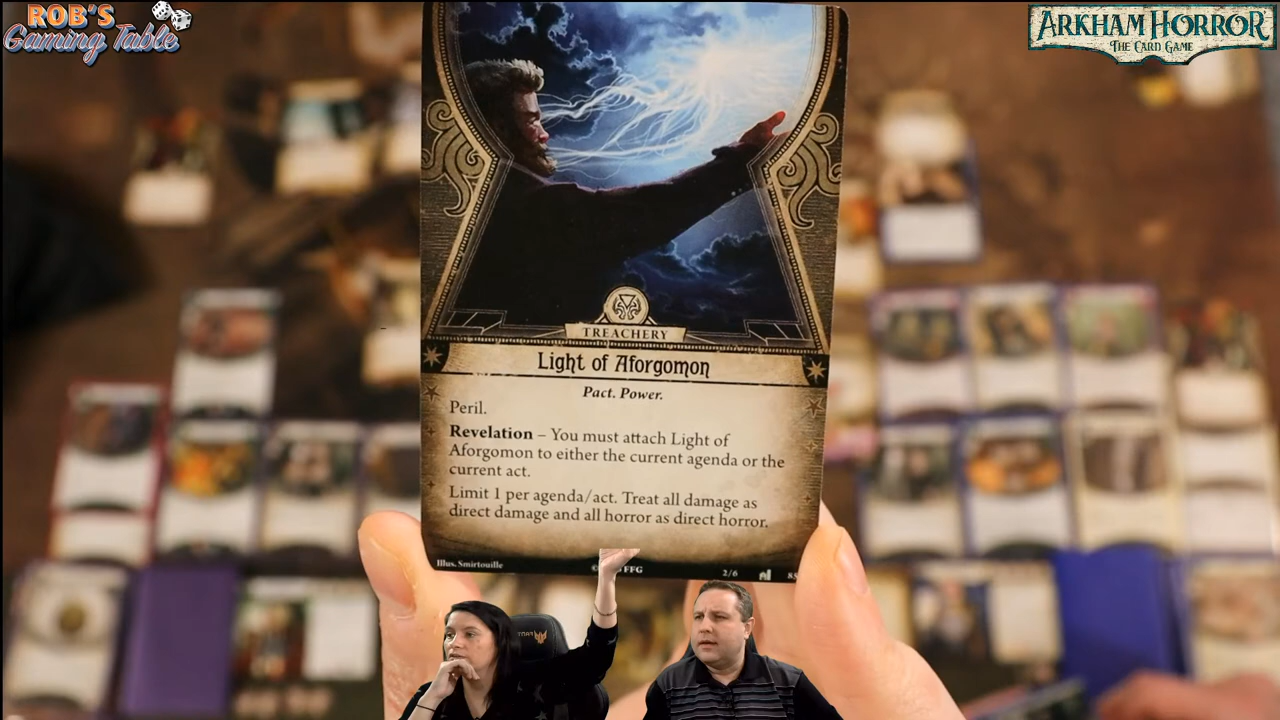 ROB'S
Gaming Table
ARKHAM HORROR
THE CARD GAME
TREACHERY
Light of Aforgomon
Pact. Power.
Peril.
Revelation – You must attach Light of
Aforgomon to either the current agenda or the
current act.
Limit 1 per agenda/act. Treat all damage as
direct damage and all horror as direct horror.
Illus. Smirtouille
FFG
2/6